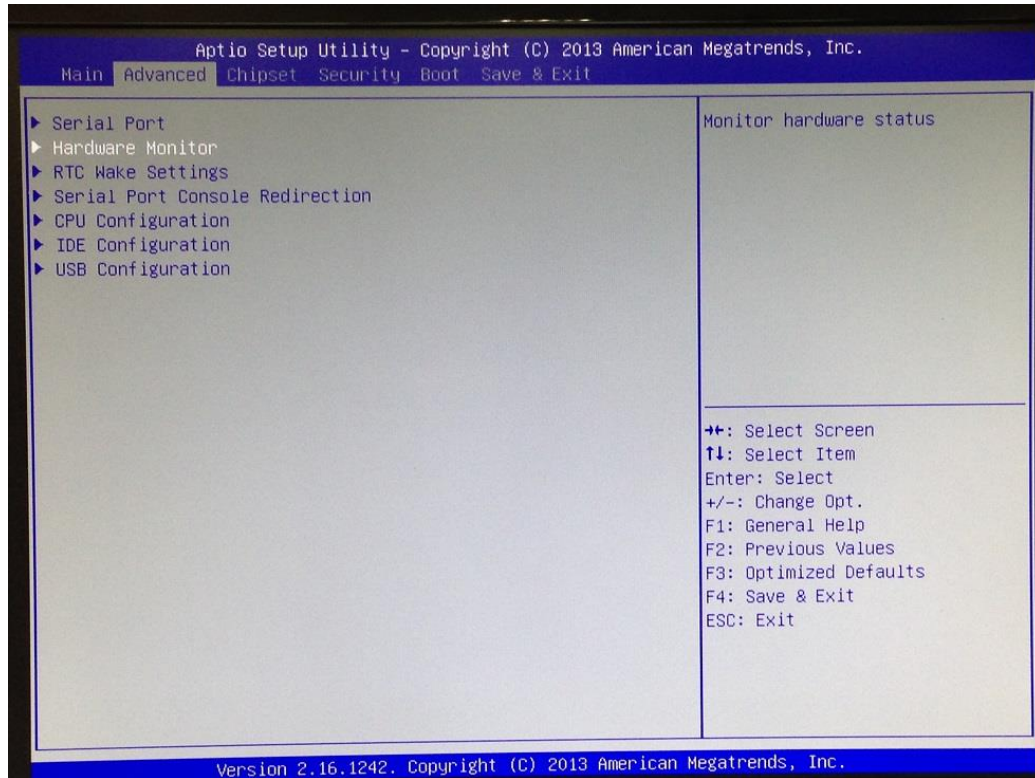 Aptio Setup Utility – Copyright (C) 2013 American Megatrends, Inc.
Main Advanced Chipset Security Boot Save & Exit
▶ Serial Port
▶ Hardware Monitor
▶ RTC Wake Settings
▶ Serial Port Console Redirection
▶ CPU Configuration
▶ IDE Configuration
▶ USB Configuration
Monitor hardware status
→←: Select Screen
↑↓: Select Item
Enter: Select
+/-: Change Opt.
F1: General Help
F2: Previous Values
F3: Optimized Defaults
F4: Save & Exit
ESC: Exit
Version 2.16.1242. Copyright (C) 2013 American Megatrends, Inc.